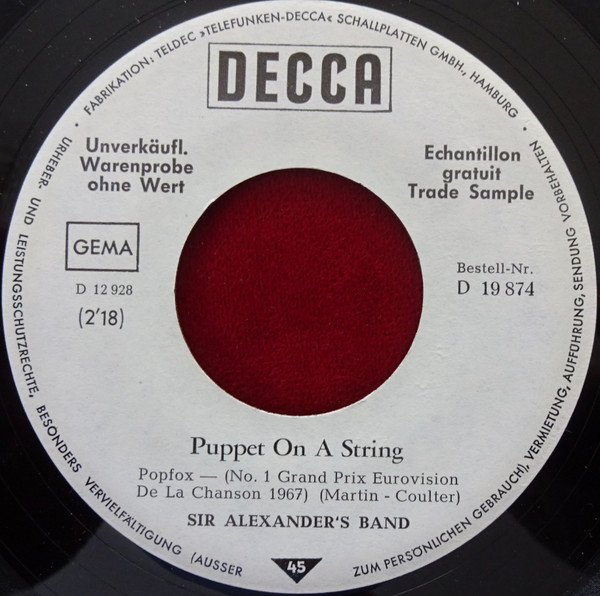 FABRIKATION: TELDEC »TELEFUNKEN-DECCA« SCHALLPLATTEN GMBH., HAMBURG
URHEBER- UND LEISTUNGSSCHUTZRECHTE, BESONDERS VERVIELFÄLTIGUNG (AUSSER ZUM PERSÖNLICHEN GEBRAUCH), VERMIETUNG, AUFFÜHRUNG, SENDUNG VORBEHALTEN
DECCA
Unverkäufl.
Warenprobe
ohne Wert
Echantillon
gratuit
Trade Sample
GEMA
D 12 928
(2'18)
Bestell-Nr.
D 19 874
Puppet On A String
Popfox — (No. 1 Grand Prix Eurovision
De La Chanson 1967) (Martin - Coulter)
SIR ALEXANDER'S BAND
45